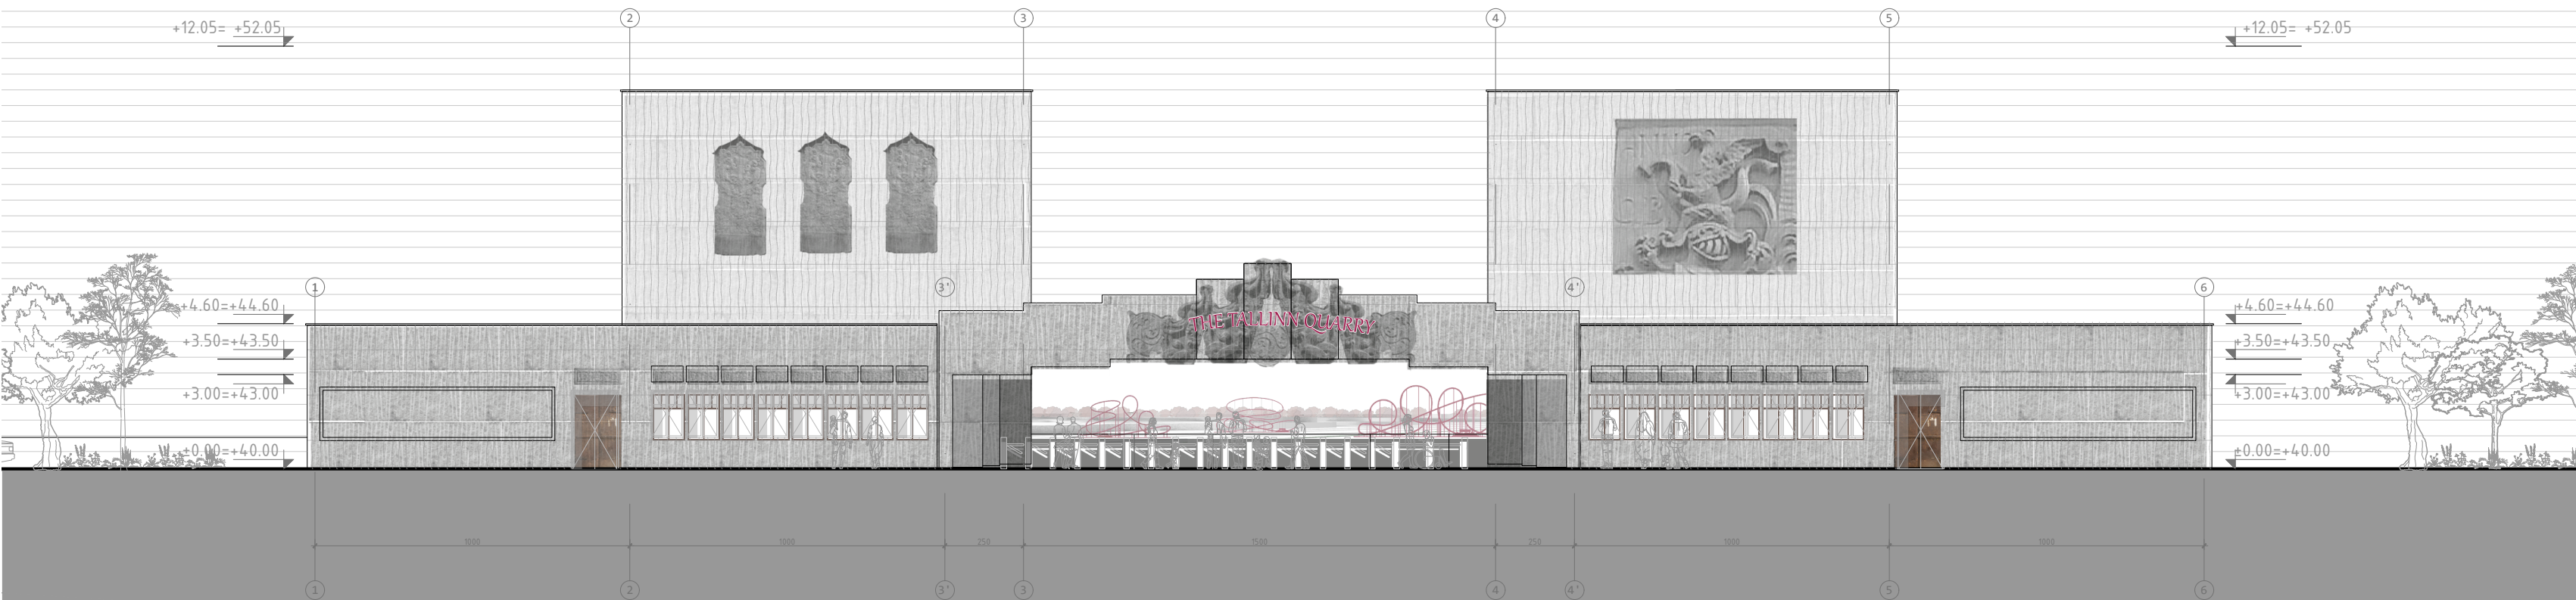 2 3 4 5
+12.05= +52.05 +12.05= +52.05
1 3' 4' 6
+4.60=+44.60 +4.60=+44.60
THE TALLINN QUARRY
+3.50=+43.50 +3.50=+43.50
+3.00=+43.00 +3.00=+43.00
±0.00=+40.00 ±0.00=+40.00
1000 1000 250 1500 250 1000 1000
1 2 3' 3 4 4' 5 6